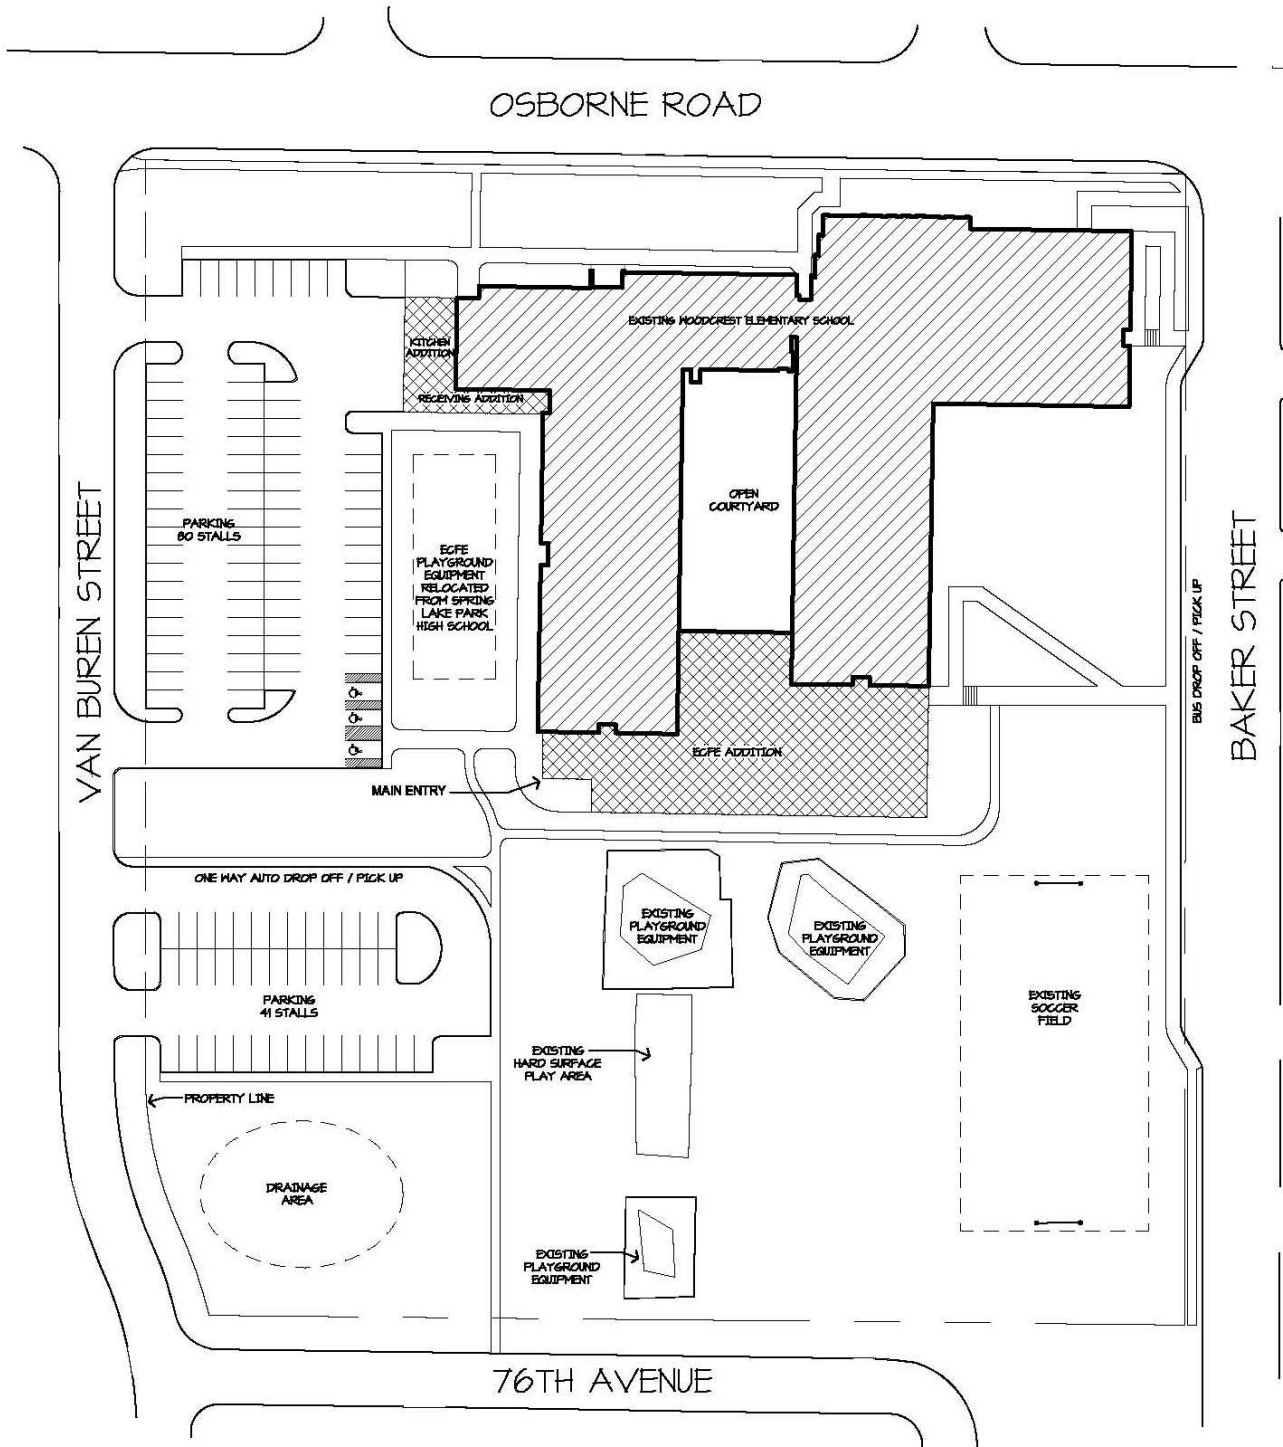 OSBORNE ROAD
EXISTING WOODCREST ELEMENTARY SCHOOL
KITCHEN
ADDITION
RECEIVING ADDITION
OPEN
COURTYARD
PARKING
80 STALLS
ECFE
PLAYGROUND
EQUIPMENT
RELOCATED
FROM SPRING
LAKE PARK
HIGH SCHOOL
VAN BUREN STREET
BUS DROP OFF / PICK UP
BAKER STREET
ECFE ADDITION
MAIN ENTRY
ONE WAY AUTO DROP OFF / PICK UP
EXISTING
PLAYGROUND
EQUIPMENT
EXISTING
PLAYGROUND
EQUIPMENT
PARKING
41 STALLS
EXISTING
SOCCER
FIELD
EXISTING
HARD SURFACE
PLAY AREA
PROPERTY LINE
DRAINAGE
AREA
EXISTING
PLAYGROUND
EQUIPMENT
76TH AVENUE